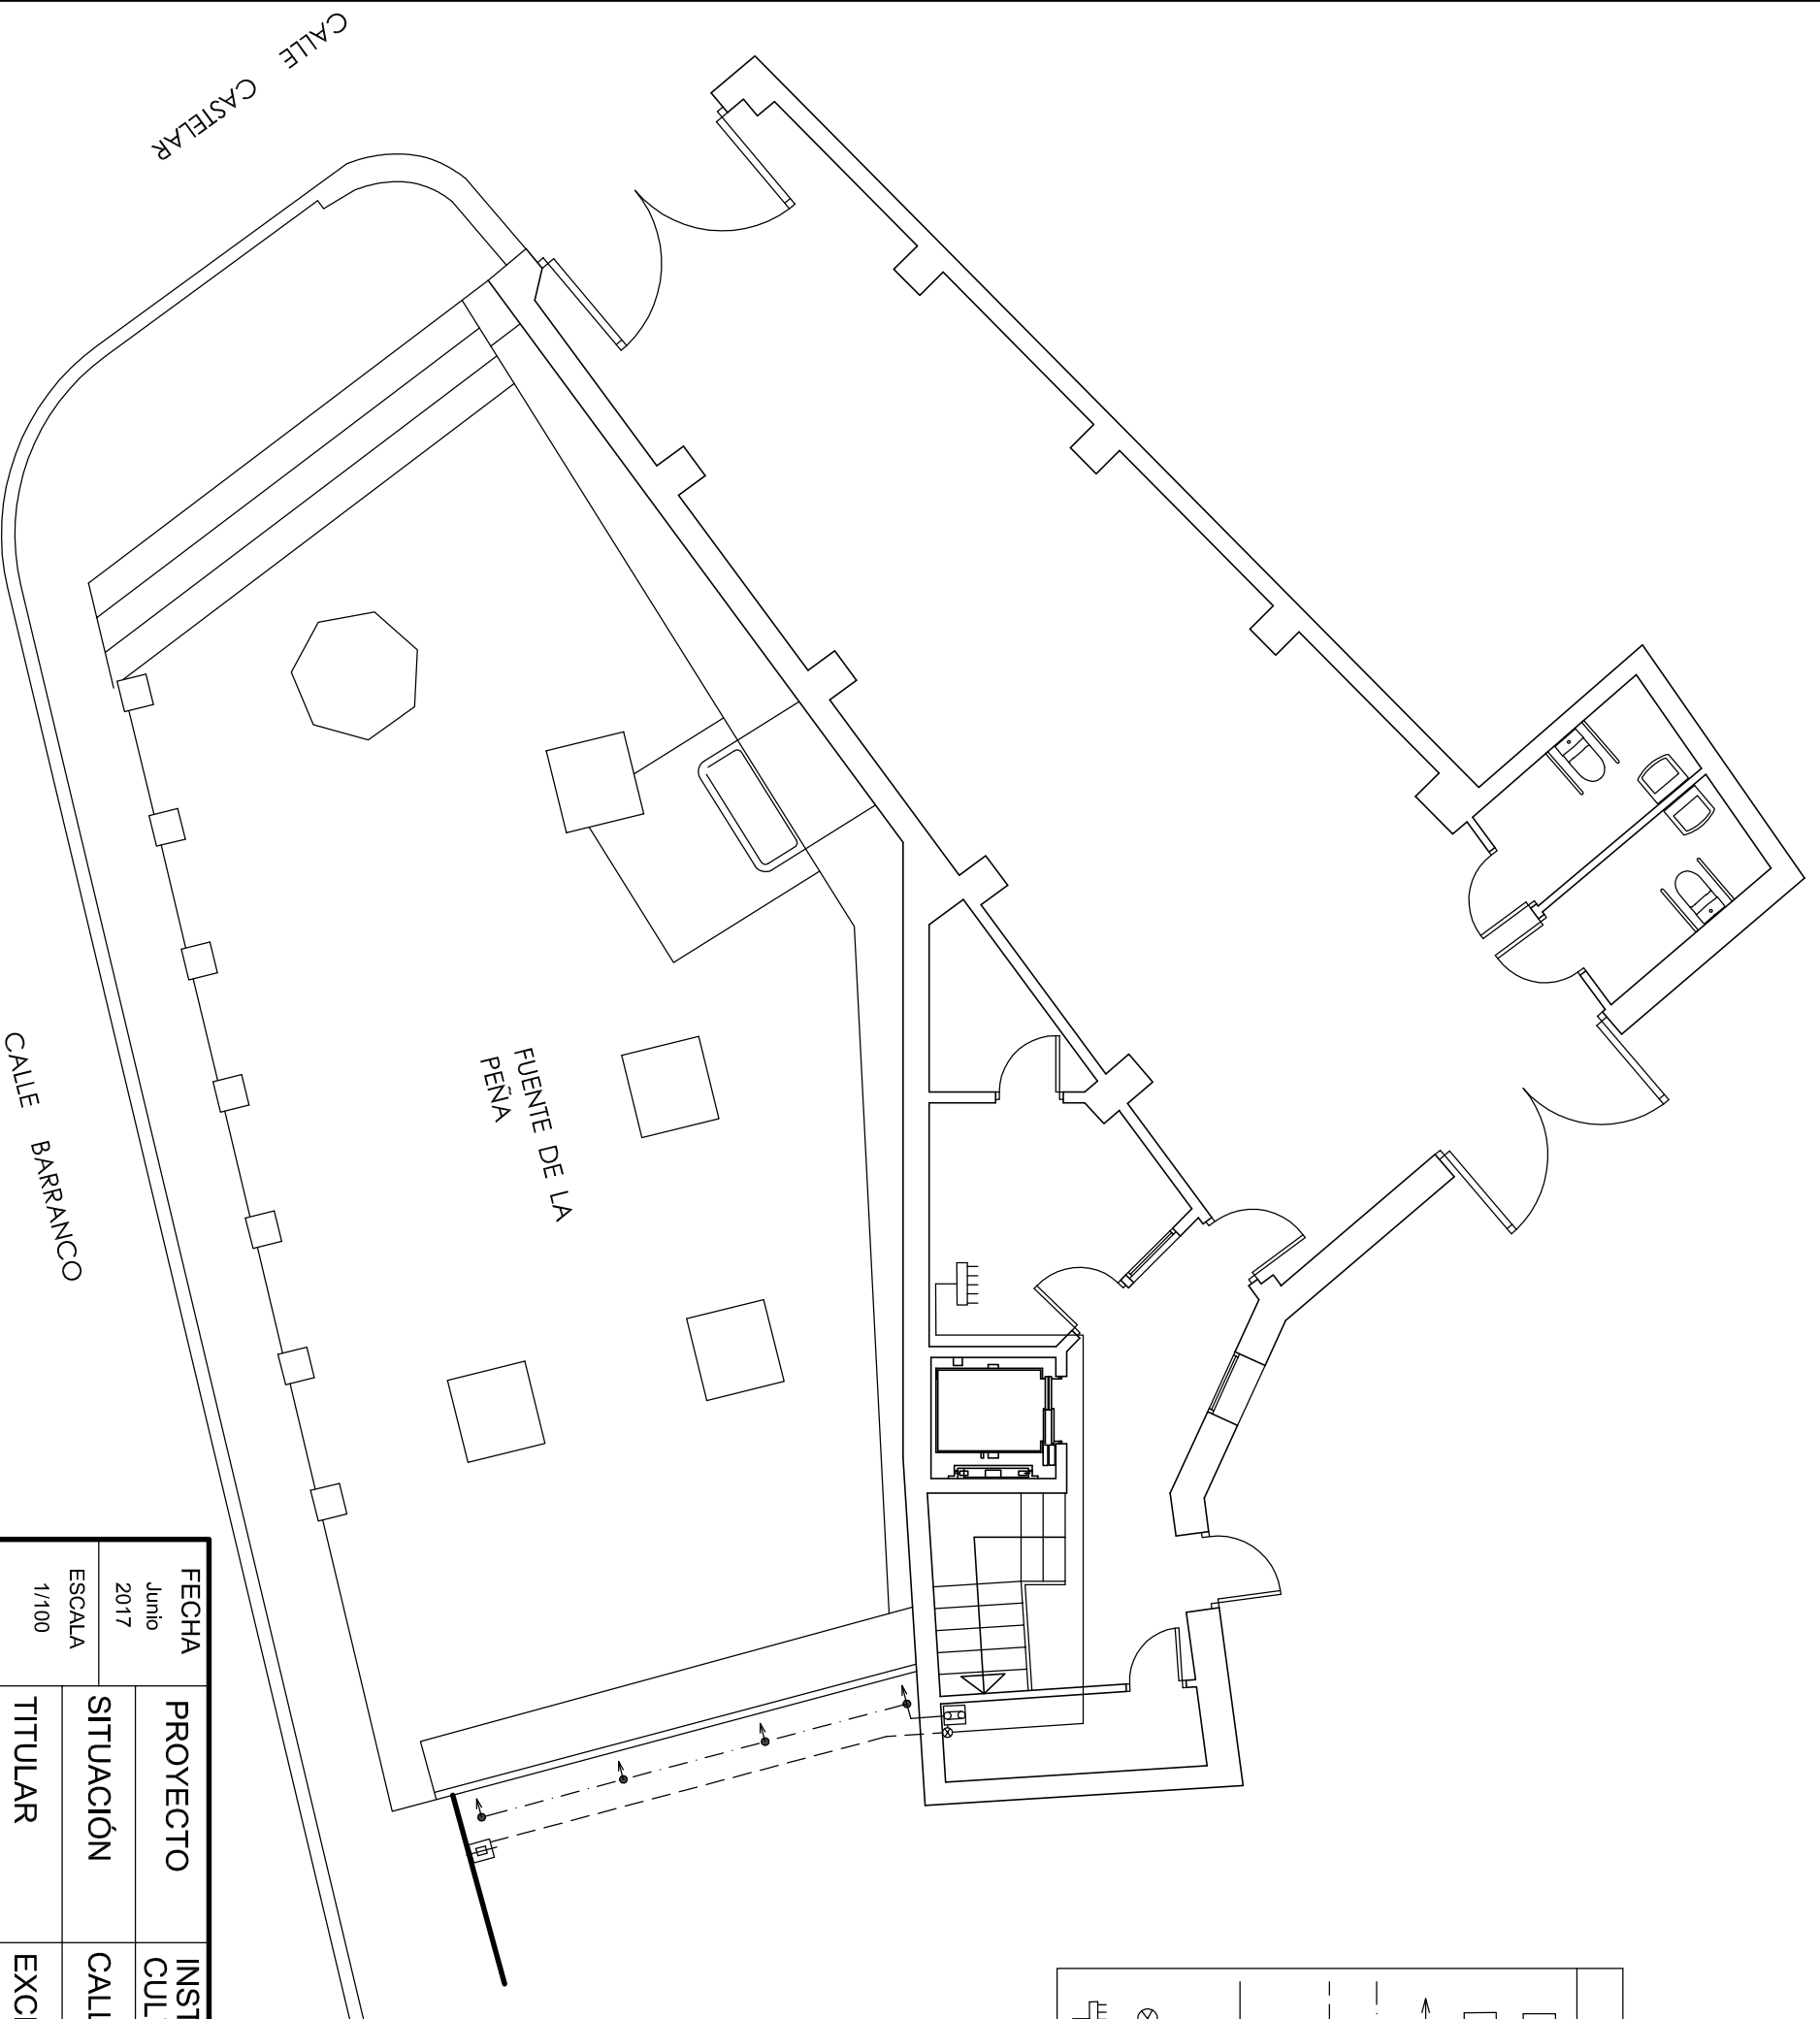 CALLE CASTELAR
FUENTE DE LA
PEÑA
CALLE BARRANCO
FECHA
Junio
2017
ESCALA
1/100
PROYECTO
SITUACIÓN
TITULAR